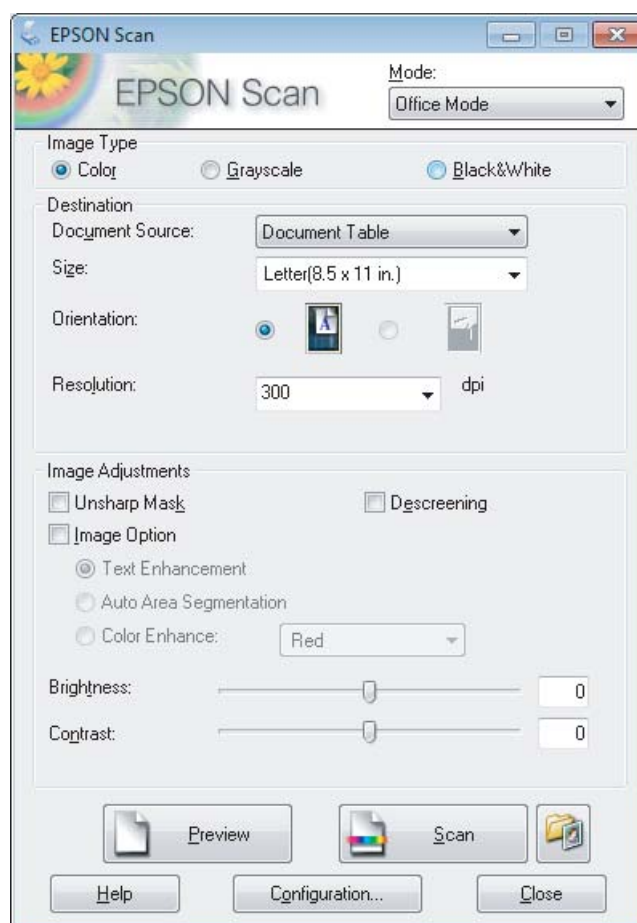 EPSON Scan
EPSON Scan
Mode:
Office Mode
Image Type
Color Grayscale Black&White
Destination
Document Source: Document Table
Size: Letter(8.5 x 11 in.)
Orientation: A
Resolution: 300 dpi
Image Adjustments
Unsharp Mask Descreening
Image Option
Text Enhancement
Auto Area Segmentation
Color Enhance: Red
Brightness: 0
Contrast: 0
Preview Scan
Help Configuration... Close